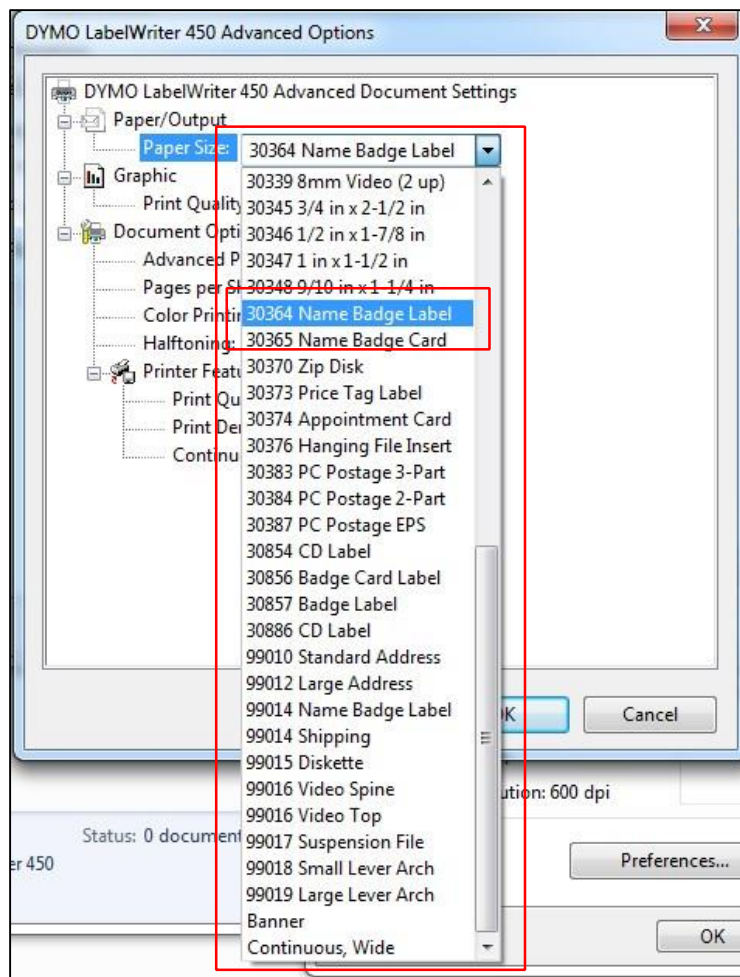 DYMO LabelWriter 450 Advanced Options
DYMO LabelWriter 450 Advanced Document Settings
Paper/Output
Paper Size: 30364 Name Badge Label
Graphic
Print Quality
Document Opti
Advanced P
Pages per Sh
Color Printin
Halftoning:
Printer Featu
Print Qu
Print De
Continu
30339 8mm Video (2 up)
30345 3/4 in x 2-1/2 in
30346 1/2 in x 1-7/8 in
30347 1 in x 1-1/2 in
30348 9/10 in x 1-1/4 in
30364 Name Badge Label
30365 Name Badge Card
30370 Zip Disk
30373 Price Tag Label
30374 Appointment Card
30376 Hanging File Insert
30383 PC Postage 3-Part
30384 PC Postage 2-Part
30387 PC Postage EPS
30854 CD Label
30856 Badge Card Label
30857 Badge Label
30886 CD Label
99010 Standard Address
99012 Large Address
99014 Name Badge Label
99014 Shipping
99015 Diskette
99016 Video Spine
99016 Video Top
99017 Suspension File
99018 Small Lever Arch
99019 Large Lever Arch
Banner
Continuous, Wide
K Cancel
ution: 600 dpi
Status: 0 document
er 450
Preferences...
OK